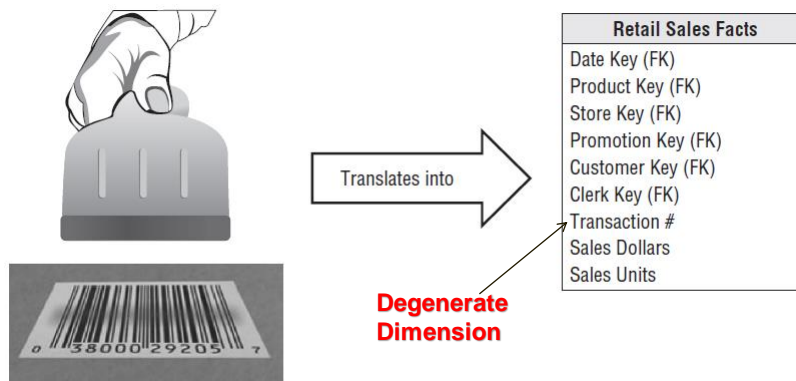 Retail Sales Facts
Date Key (FK)
Product Key (FK)
Store Key (FK)
Promotion Key (FK)
Customer Key (FK)
Clerk Key (FK)
Transaction #
Sales Dollars
Sales Units
Translates into
Degenerate
Dimension
0 38000 29205 7